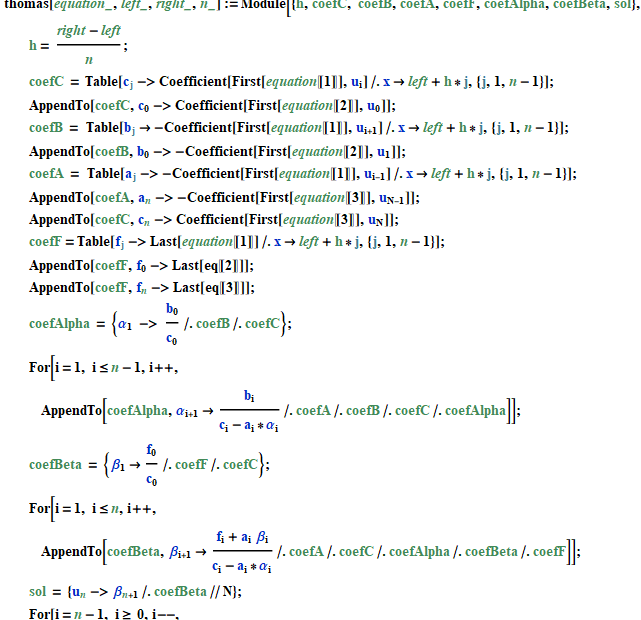 thomas[equation_, left_, right_, n_] := Module[{h, coefC, coefB, coefA, coefF, coefAlpha, coefBeta, sol},
h = (right − left)/n;
coefC = Table[c_j −> Coefficient[First[equation[[1]]], u_i] /. x → left + h * j, {j, 1, n − 1}];
AppendTo[coefC, c_0 −> Coefficient[First[equation[[2]]], u_0]];
coefB = Table[b_j → −Coefficient[First[equation[[1]]], u_{i+1}] /. x → left + h * j, {j, 1, n − 1}];
AppendTo[coefB, b_0 −> −Coefficient[First[equation[[2]]], u_1]];
coefA = Table[a_j −> −Coefficient[First[equation[[1]]], u_{i−1}] /. x → left + h * j, {j, 1, n − 1}];
AppendTo[coefA, a_n −> −Coefficient[First[equation[[3]]], u_{N−1}]];
AppendTo[coefC, c_n −> Coefficient[First[equation[[3]]], u_N]];
coefF = Table[f_j −> Last[equation[[1]]] /. x → left + h * j, {j, 1, n − 1}];
AppendTo[coefF, f_0 −> Last[eq[[2]]]];
AppendTo[coefF, f_n −> Last[eq[[3]]]];
coefAlpha = {α_1 −> b_0/c_0 /. coefB /. coefC};
For[i = 1, i ≤ n − 1, i++,
AppendTo[coefAlpha, α_{i+1} → b_i/(c_i − a_i * α_i) /. coefA /. coefB /. coefC /. coefAlpha]];
coefBeta = {β_1 → f_0/c_0 /. coefF /. coefC};
For[i = 1, i ≤ n, i++,
AppendTo[coefBeta, β_{i+1} → (f_i + a_i β_i)/(c_i − a_i * α_i) /. coefA /. coefC /. coefAlpha /. coefBeta /. coefF]];
sol = {u_n −> β_{n+1} /. coefBeta // N};
For[i = n − 1, i ≥ 0, i−−,